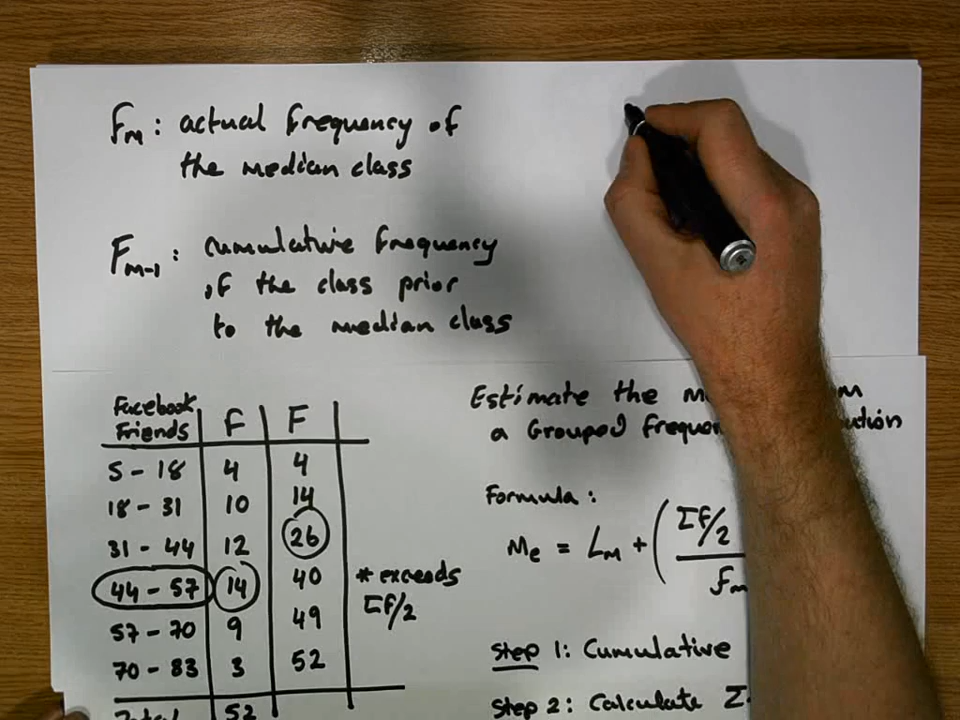 fm : actual frequency of
the median class
Fm-1 : cumulative frequency
of the class prior
to the median class
Facebook Friends | F | F
5 - 18 | 4 | 4
18 - 31 | 10 | 14
31 - 44 | 12 | 26
44 - 57 | 14 | 40 * exceeds
Σf/2
57 - 70 | 9 | 49
70 - 83 | 3 | 52
Total | 52
Estimate the
a Grouped
Formula :
Me = Lm + ( Σf/2
fm
Step 1: Cumulative
Step 2: Calculate